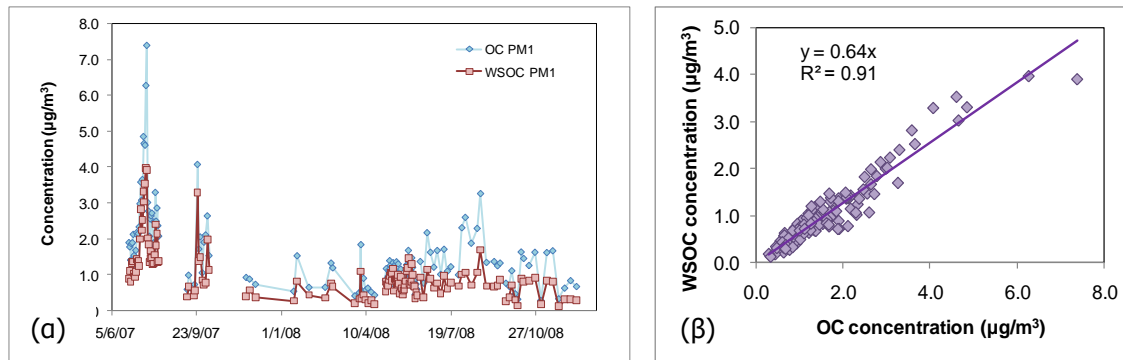 8.0
7.0
6.0
5.0
4.0
3.0
2.0
1.0
)
Concentration (μg/m³)
OC PM1
WSOC PM1
5/6/07 23/9/07 1/1/08 10/4/08 19/7/08 27/10/08
(α)
y = 0.64x
R² = 0.91
5.0
4.0
3.0
2.0
1.0
0.0
WSOC concentration (μg/m³)
0.0 2.0 4.0 6.0 8.0
OC concentration (μg/m³)
(β)